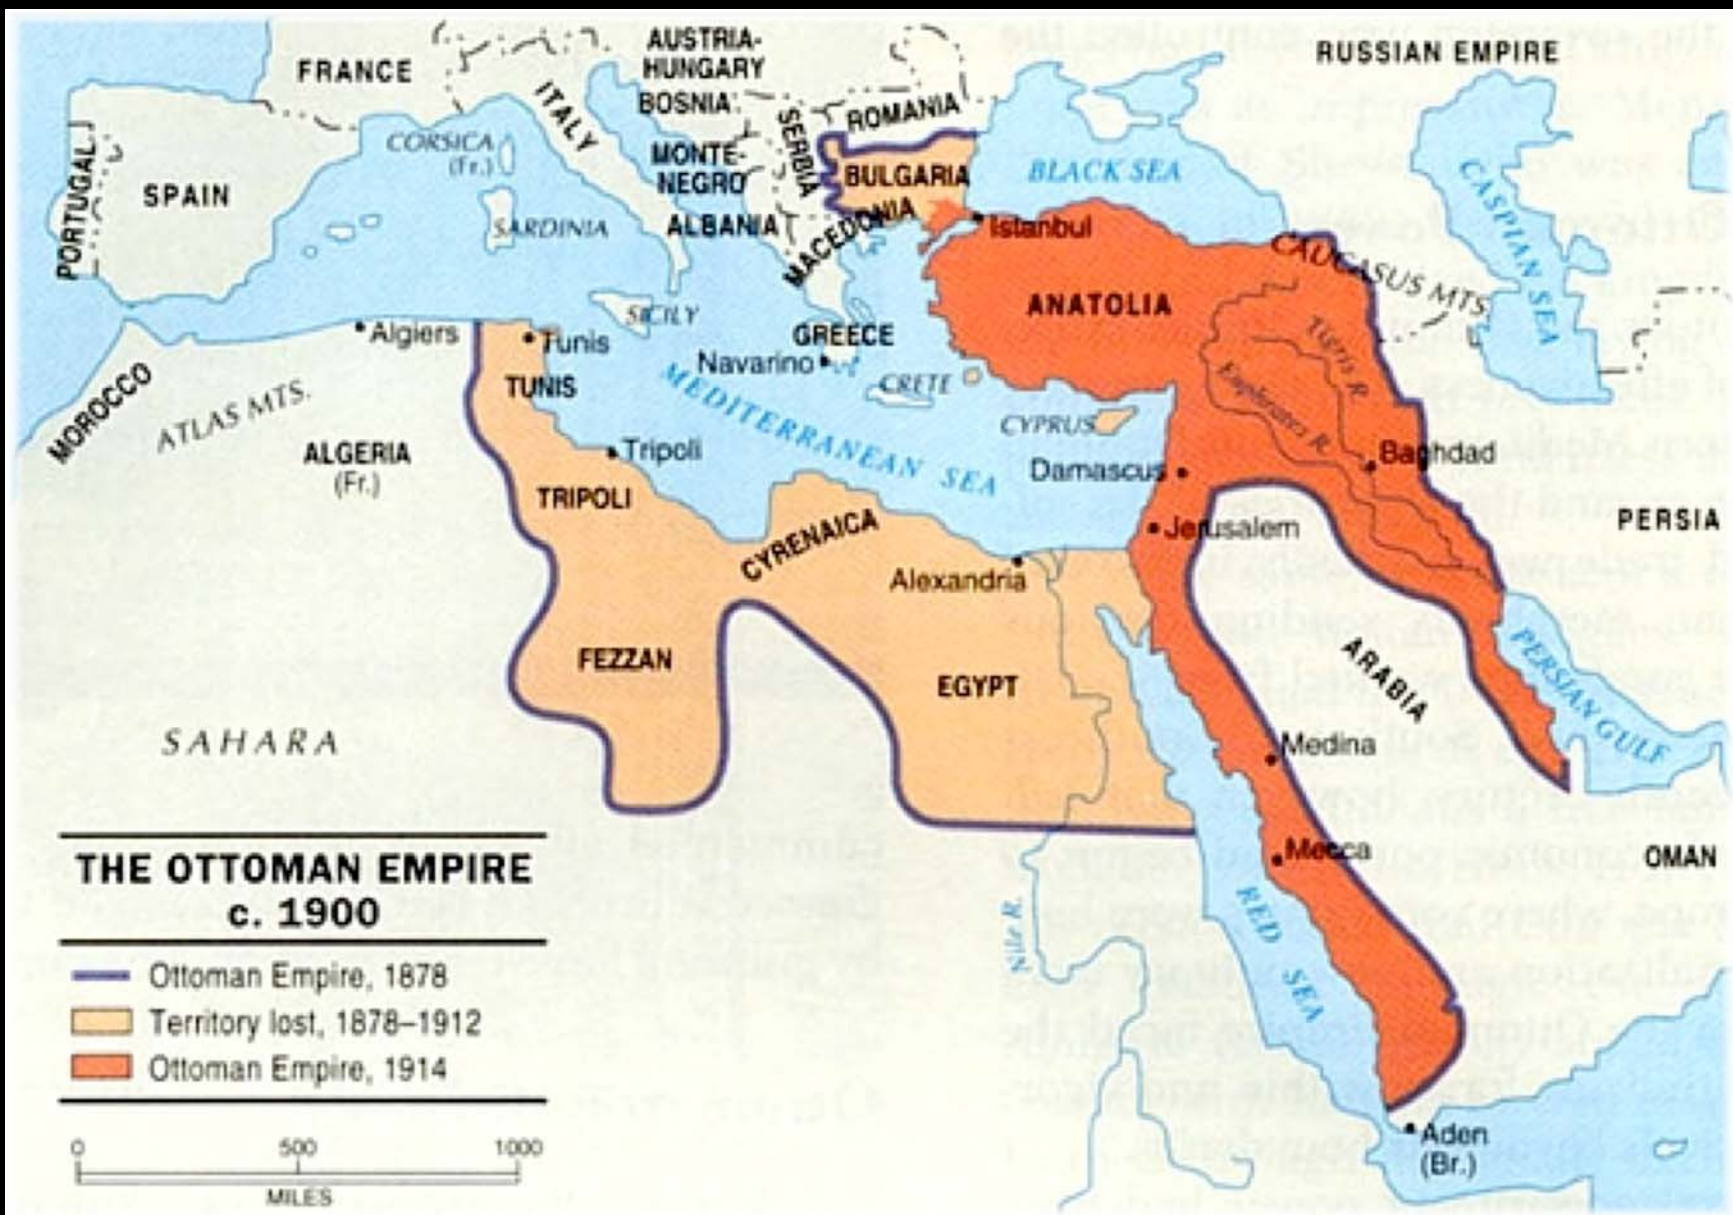 FRANCE
AUSTRIA-
HUNGARY
RUSSIAN EMPIRE
ITALY
BOSNIA
ROMANIA
CORSICA
(Fr.)
SERBIA
PORTUGAL
SPAIN
MONTE-
NEGRO
BULGARIA
BLACK SEA
CASPIAN SEA
SARDINIA
ALBANIA
MACEDONIA
Istanbul
CAUCASUS MTS.
ANATOLIA
SICILY
Algiers
Tunis
GREECE
Navarino
Tigris R.
TUNIS
MEDITERRANEAN SEA
CRETE
MOROCCO
ATLAS MTS.
Euphrates R.
CYPRUS
ALGERIA
(Fr.)
Tripoli
Damascus
Baghdad
TRIPOLI
CYRENAICA
Jerusalem
PERSIA
Alexandria
FEZZAN
EGYPT
ARABIA
PERSIAN GULF
SAHARA
Medina
Mecca
OMAN
THE OTTOMAN EMPIRE
c. 1900
Nile R.
RED SEA
Ottoman Empire, 1878
Territory lost, 1878–1912
Ottoman Empire, 1914
Aden
(Br.)
0 500 1000
MILES